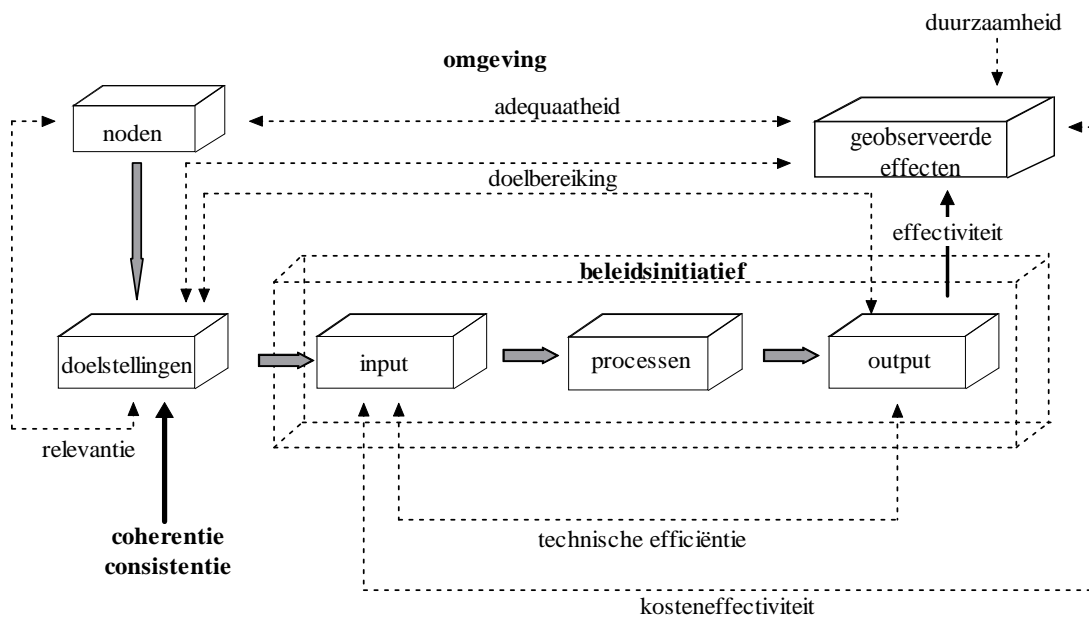 duurzaamheid
omgeving
adequaatheid
noden
geobserveerde
effecten
doelbereiking
effectiviteit
beleidsinitiatief
doelstellingen
input
processen
output
relevantie
coherentie
consistentie
technische efficiëntie
kosteneffectiviteit